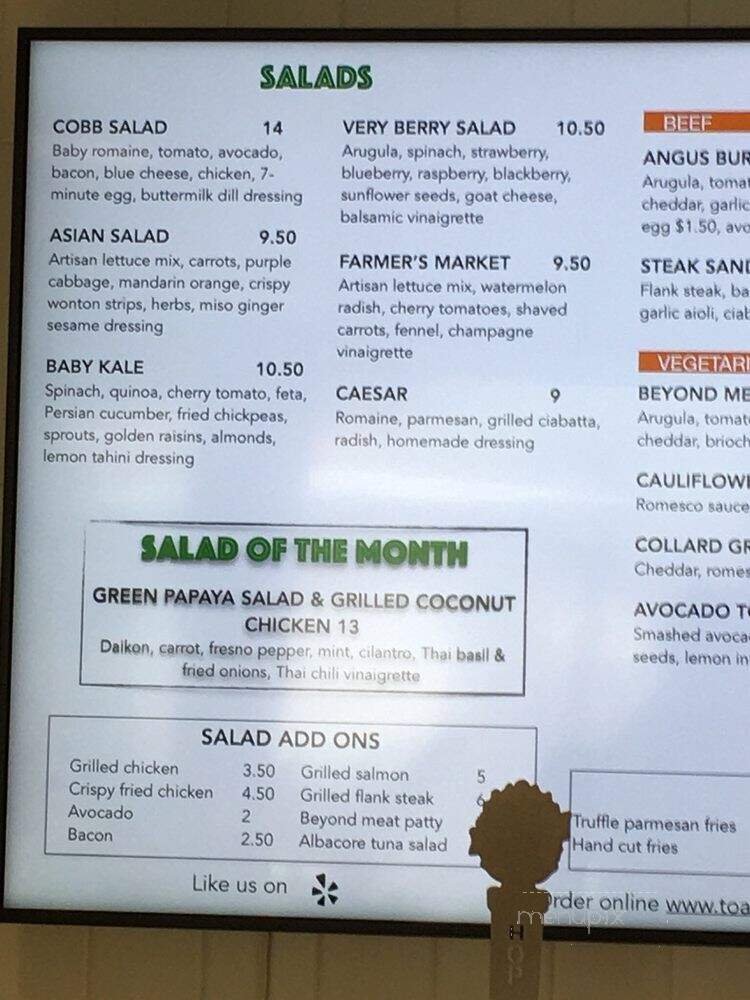 SALADS
COBB SALAD 14
Baby romaine, tomato, avocado,
bacon, blue cheese, chicken, 7-
minute egg, buttermilk dill dressing
ASIAN SALAD 9.50
Artisan lettuce mix, carrots, purple
cabbage, mandarin orange, crispy
wonton strips, herbs, miso ginger
sesame dressing
BABY KALE 10.50
Spinach, quinoa, cherry tomato, feta,
Persian cucumber, fried chickpeas,
sprouts, golden raisins, almonds,
lemon tahini dressing
VERY BERRY SALAD 10.50
Arugula, spinach, strawberry,
blueberry, raspberry, blackberry,
sunflower seeds, goat cheese,
balsamic vinaigrette
FARMER'S MARKET 9.50
Artisan lettuce mix, watermelon
radish, cherry tomatoes, shaved
carrots, fennel, champagne
vinaigrette
CAESAR 9
Romaine, parmesan, grilled ciabatta,
radish, homemade dressing
SALAD OF THE MONTH
GREEN PAPAYA SALAD & GRILLED COCONUT
CHICKEN 13
Daikon, carrot, fresno pepper, mint, cilantro, Thai basil &
fried onions, Thai chili vinaigrette
SALAD ADD ONS
Grilled chicken 3.50
Crispy fried chicken 4.50
Avocado 2
Bacon 2.50
Grilled salmon 5
Grilled flank steak 6
Beyond meat patty
Albacore tuna salad
Like us on
BEEF
ANGUS BUR
Arugula, tomat
cheddar, garlic
egg $1.50, avo
STEAK SAND
Flank steak, ba
garlic aioli, ciab
VEGETARI
BEYOND ME
Arugula, tomat
cheddar, brioch
CAULIFLOWE
Romesco sauce
COLLARD GR
Cheddar, romes
AVOCADO TO
Smashed avoca
seeds, lemon in
Truffle parmesan fries
Hand cut fries
Order online www.toa
menupix
H